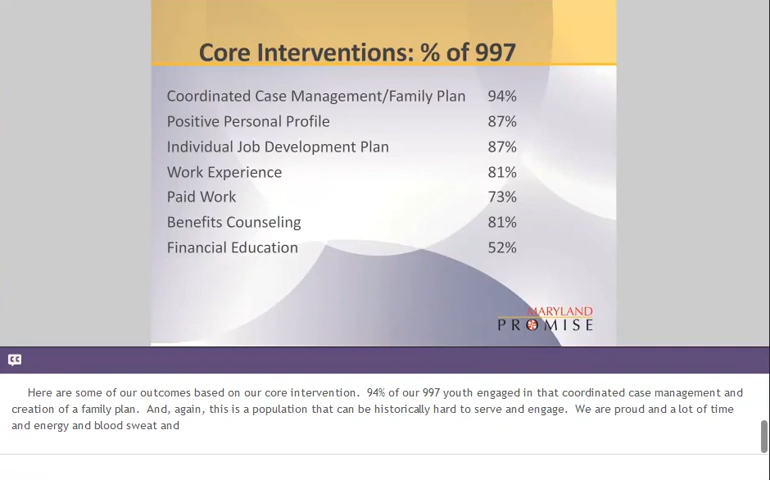 Core Interventions: % of 997
Coordinated Case Management/Family Plan 94%
Positive Personal Profile 87%
Individual Job Development Plan 87%
Work Experience 81%
Paid Work 73%
Benefits Counseling 81%
Financial Education 52%
MARYLAND
PROMISE
CC
Here are some of our outcomes based on our core intervention. 94% of our 997 youth engaged in that coordinated case management and
creation of a family plan. And, again, this is a population that can be historically hard to serve and engage. We are proud and a lot of time
and energy and blood sweat and